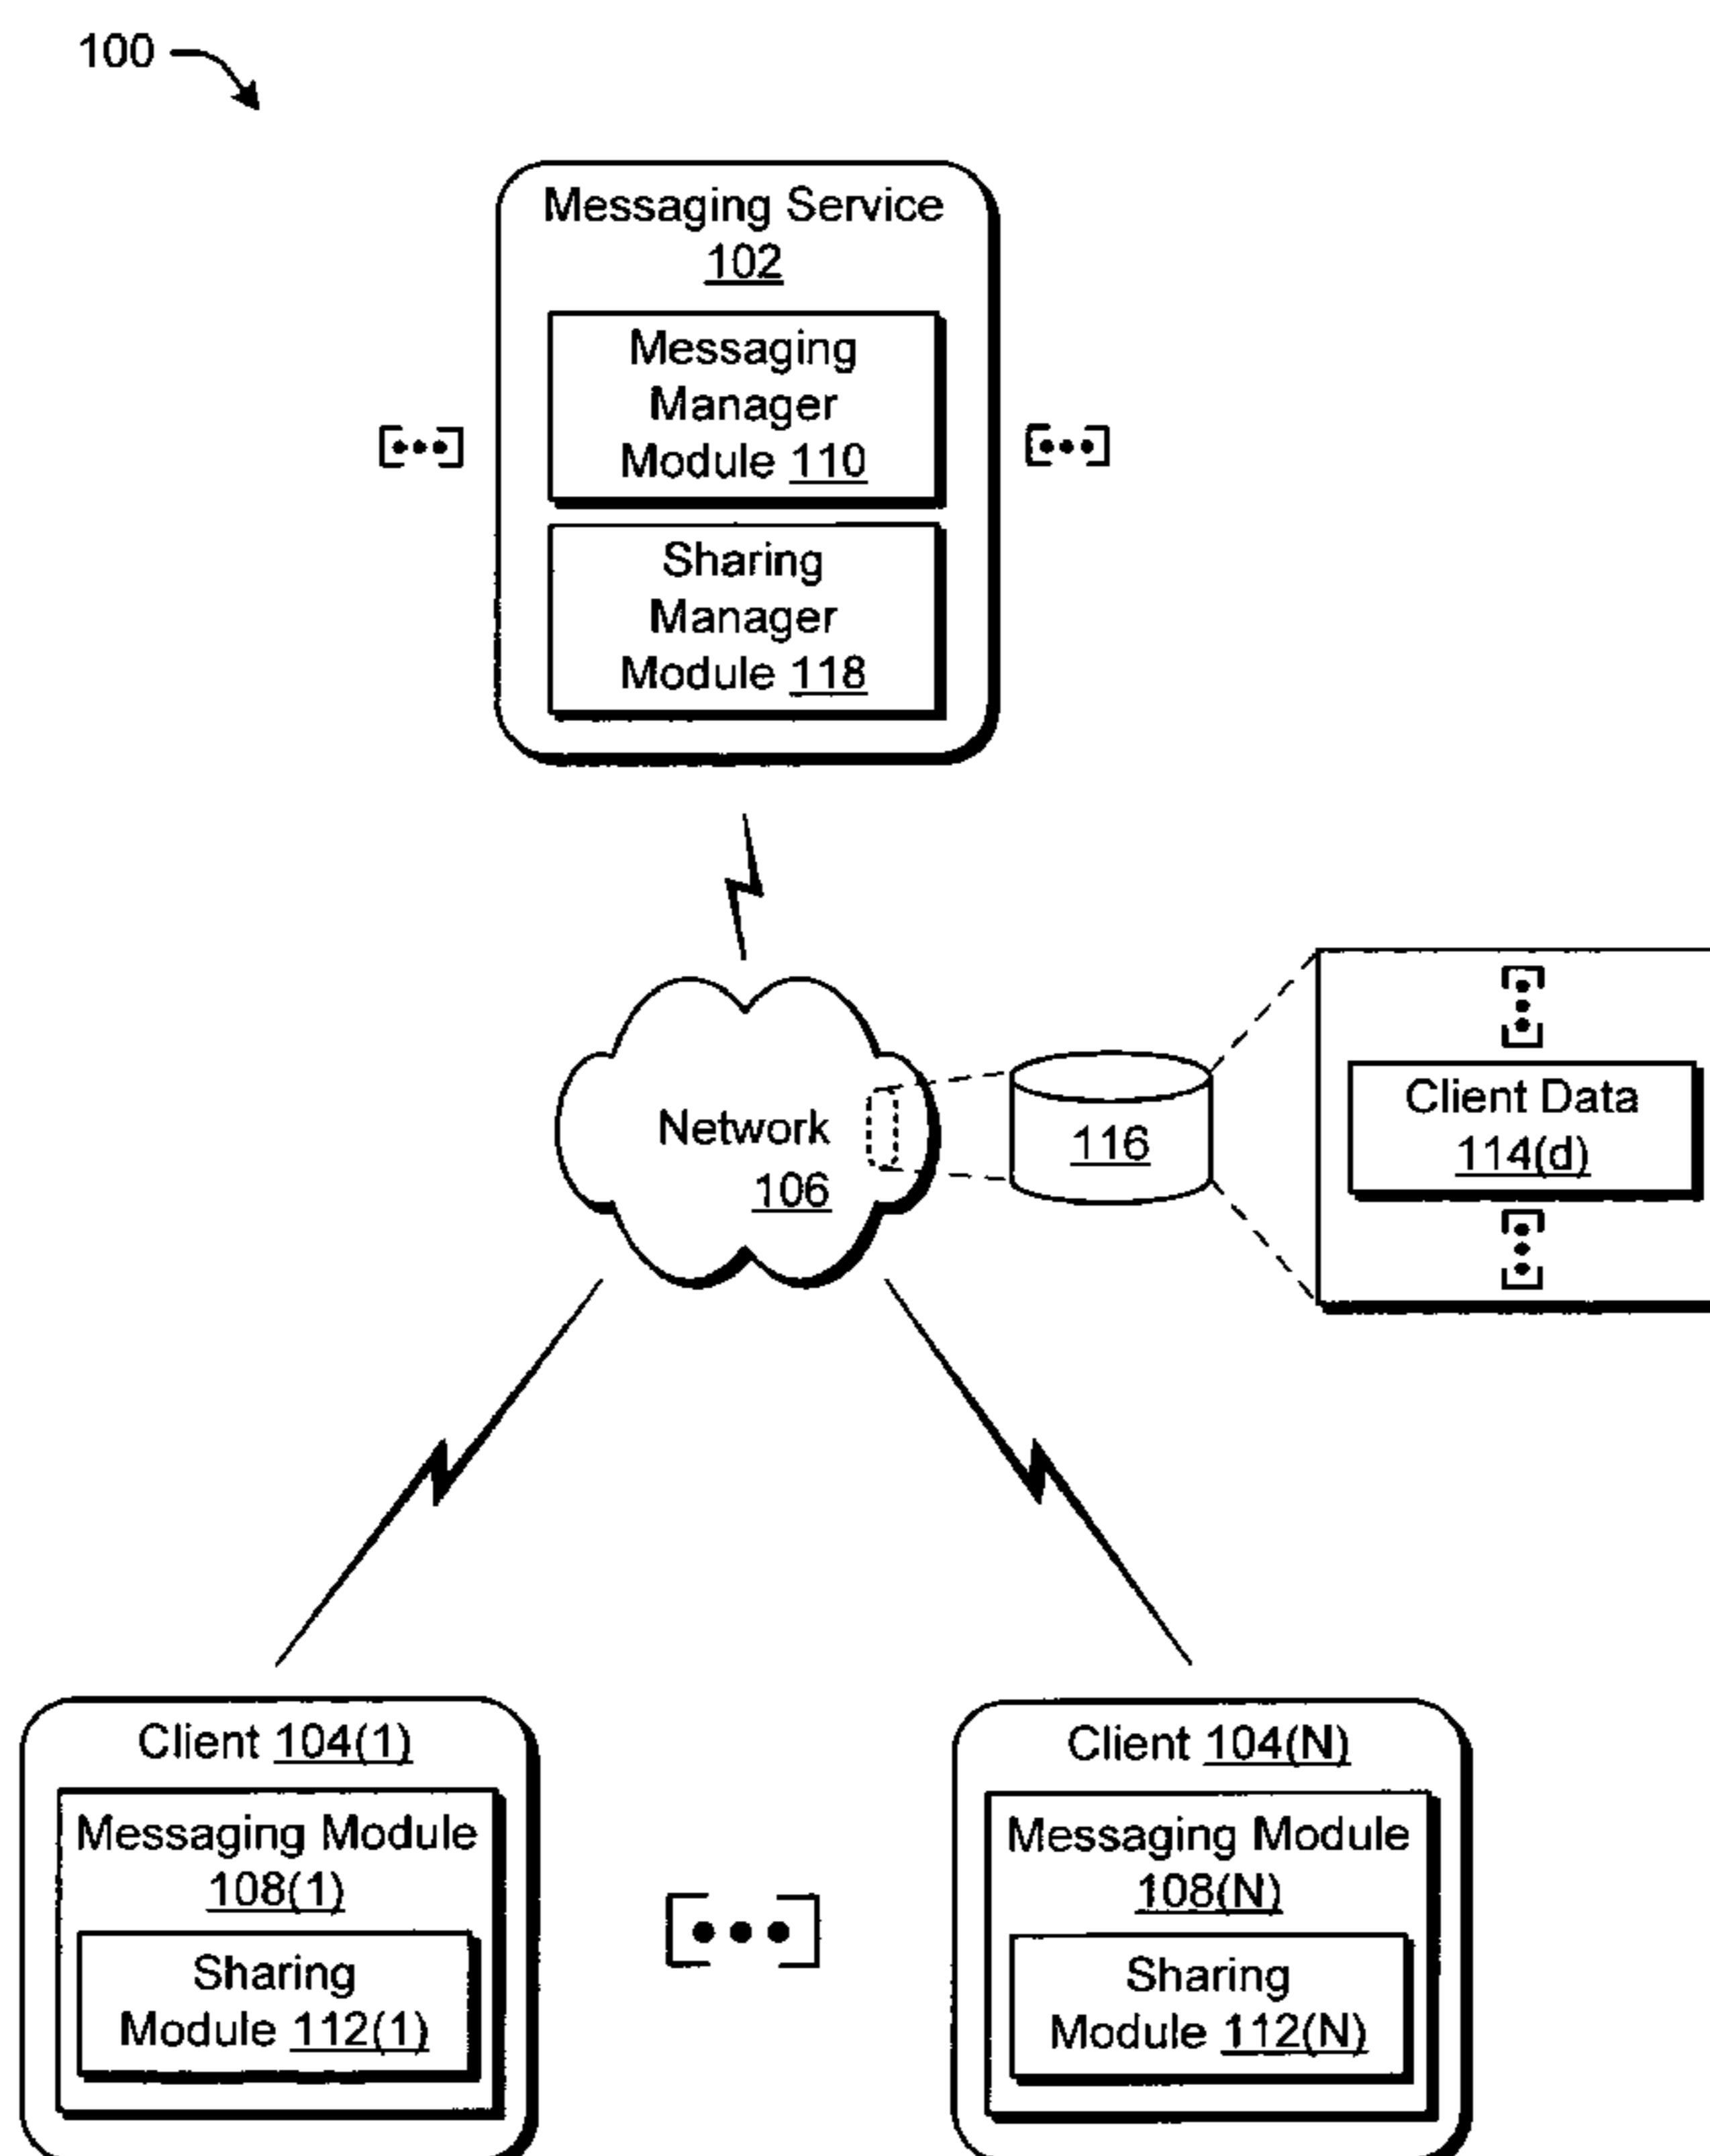 100
Messaging Service
102
Messaging
Manager
Module 110
Sharing
Manager
Module 118
Network
106
116
Client Data
114(d)
Client 104(1)
Messaging Module
108(1)
Sharing
Module 112(1)
Client 104(N)
Messaging Module
108(N)
Sharing
Module 112(N)